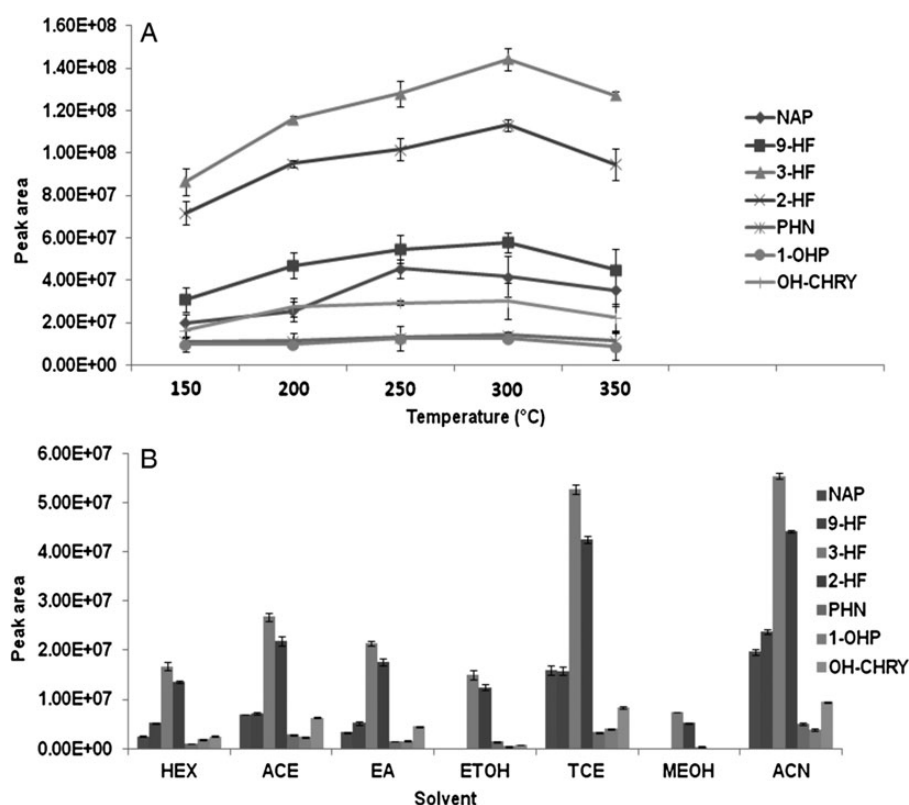 A
1.60E+08
1.40E+08
1.20E+08
1.00E+08
8.00E+07
6.00E+07
4.00E+07
2.00E+07
0.00E+00
Peak area
150 200 250 300 350
Temperature (°C)
NAP
9-HF
3-HF
2-HF
PHN
1-OHP
OH-CHRY
B
6.00E+07
5.00E+07
4.00E+07
3.00E+07
2.00E+07
1.00E+07
0.00E+00
Peak area
HEX ACE EA ETOH TCE MEOH ACN
Solvent
NAP
9-HF
3-HF
2-HF
PHN
1-OHP
OH-CHRY